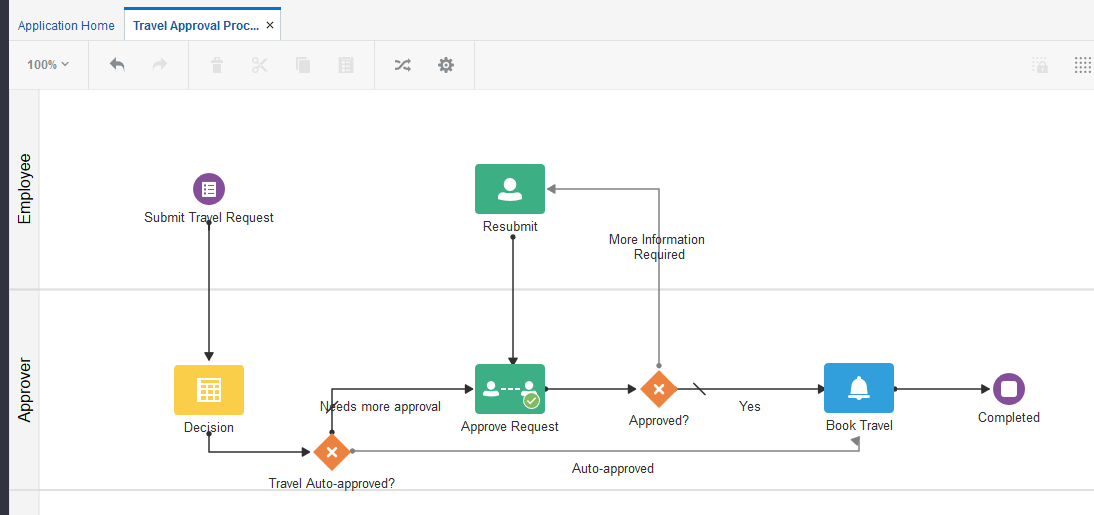 Application Home
Travel Approval Proc...
100%
Employee
Submit Travel Request
Resubmit
More Information
Required
Approver
Decision
Needs more approval
Approve Request
Approved?
Yes
Book Travel
Completed
Travel Auto-approved?
Auto-approved